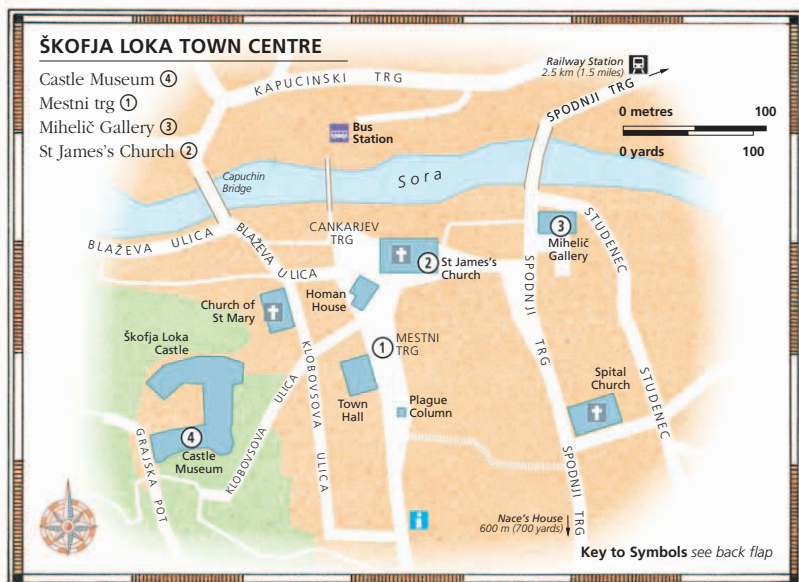 ŠKOFJA LOKA TOWN CENTRE
Castle Museum 4
Mestni trg 1
Mihelič Gallery 3
St James's Church 2
KAPUCINSKI TRG
Railway Station
2.5 km (1.5 miles)
SPODNJI TRG
0 metres 100
0 yards 100
Bus
Station
Capuchin
Bridge
Sora
BLAŽEVA ULICA
BLAŽEVA ULICA
CANKARJEV
TRG
2 St James's
Church
3
Mihelič
Gallery
STUDENEC
Homan
House
Church of
St Mary
Škofja Loka
Castle
1 MESTNI
TRG
SPODNJI TRG
KLOBOVSOVA ULICA
KLOBOVSOVA ULICA
Town
Hall
Plague
Column
Spital
Church
STUDENEC
4
Castle
Museum
GRAJSKA POT
SPODNJI TRG
i
Nace's House
600 m (700 yards)
Key to Symbols see back flap